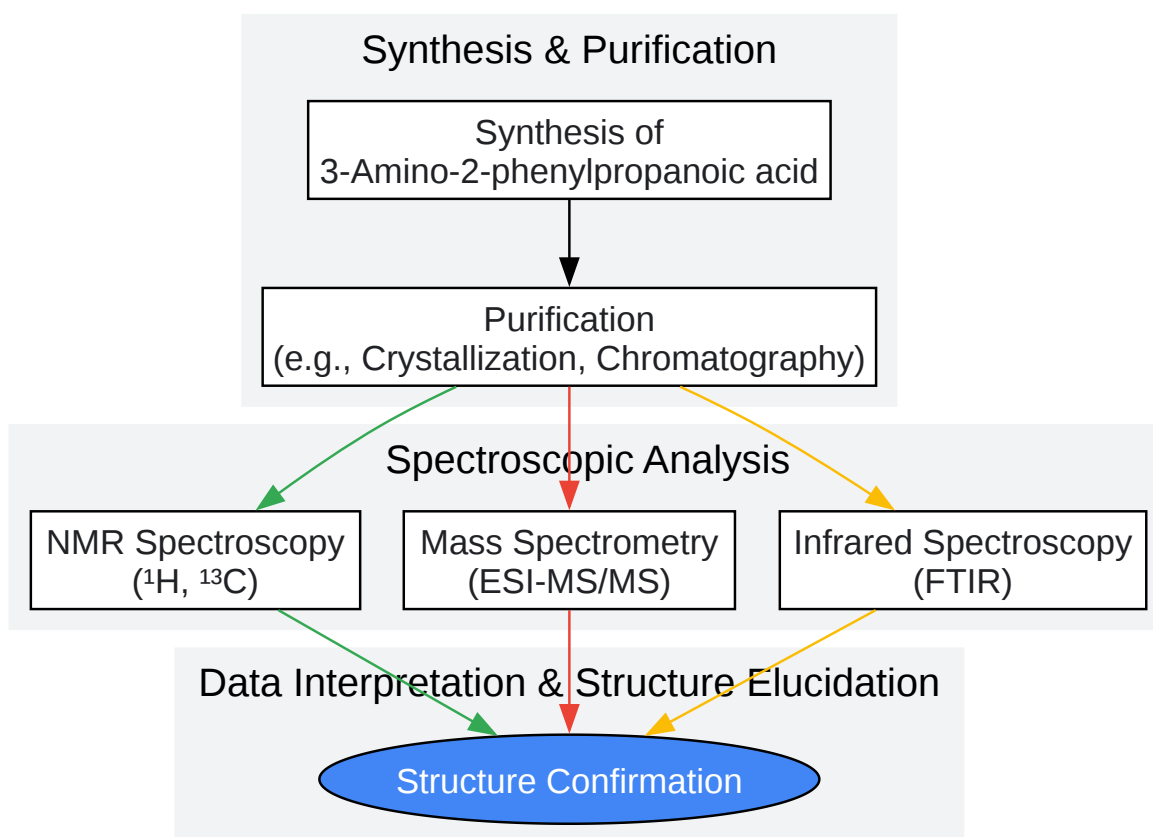 Synthesis & Purification
Synthesis of
3-Amino-2-phenylpropanoic acid
Purification
(e.g., Crystallization, Chromatography)
Spectroscopic Analysis
NMR Spectroscopy
(¹H, ¹³C)
Mass Spectrometry
(ESI-MS/MS)
Infrared Spectroscopy
(FTIR)
Data Interpretation & Structure Elucidation
Structure Confirmation